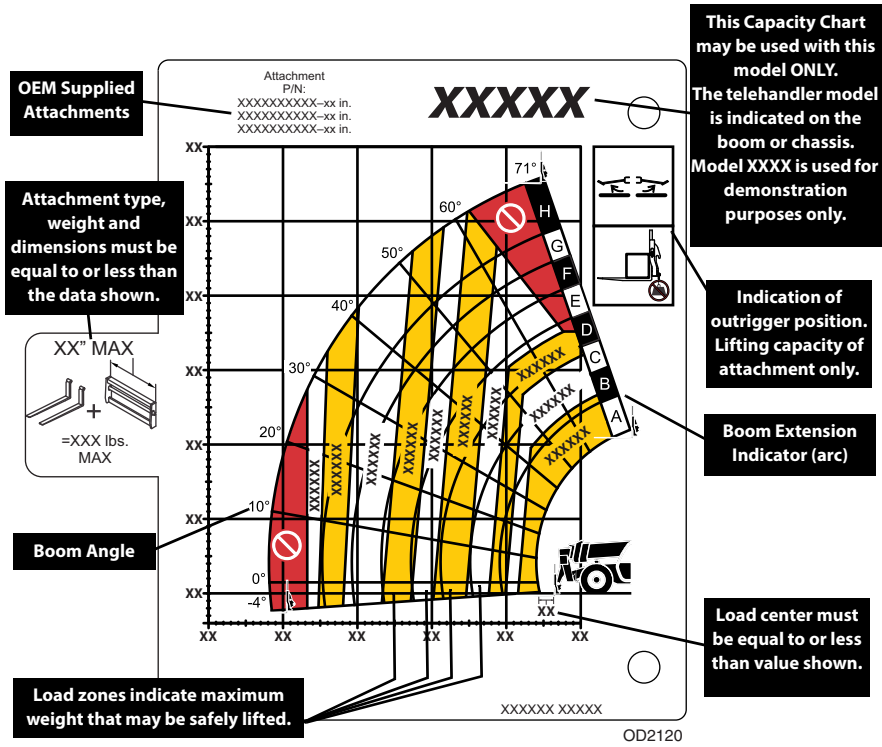 This Capacity Chart
may be used with this
model ONLY.
The telehandler model
is indicated on the
boom or chassis.
Model XXXX is used for
demonstration
purposes only.
OEM Supplied
Attachments
Attachment
P/N:
XXXXXXXXXX–xx in.
XXXXXXXXXX–xx in.
XXXXXXXXXX–xx in.
XXXXX
Attachment type,
weight and
dimensions must be
equal to or less than
the data shown.
XX" MAX
+
=XXX lbs.
MAX
XX
XX
XX
XX
XX
XX
XX
71°
60°
50°
40°
30°
20°
10°
0°
-4°
H
G
F
E
D
C
B
A
XXXXXX
XXXXXX
XXXXXX
XXXXXX
XXXXXX
XXXXXX
XXXXXX
XXXXXX
XXXXXX
XXXXXX
Indication of
outrigger position.
Lifting capacity of
attachment only.
Boom Extension
Indicator (arc)
Boom Angle
XX
XX
XX
XX
XX
XX
XX
Load center must
be equal to or less
than value shown.
Load zones indicate maximum
weight that may be safely lifted.
XXXXXX XXXXX
OD2120